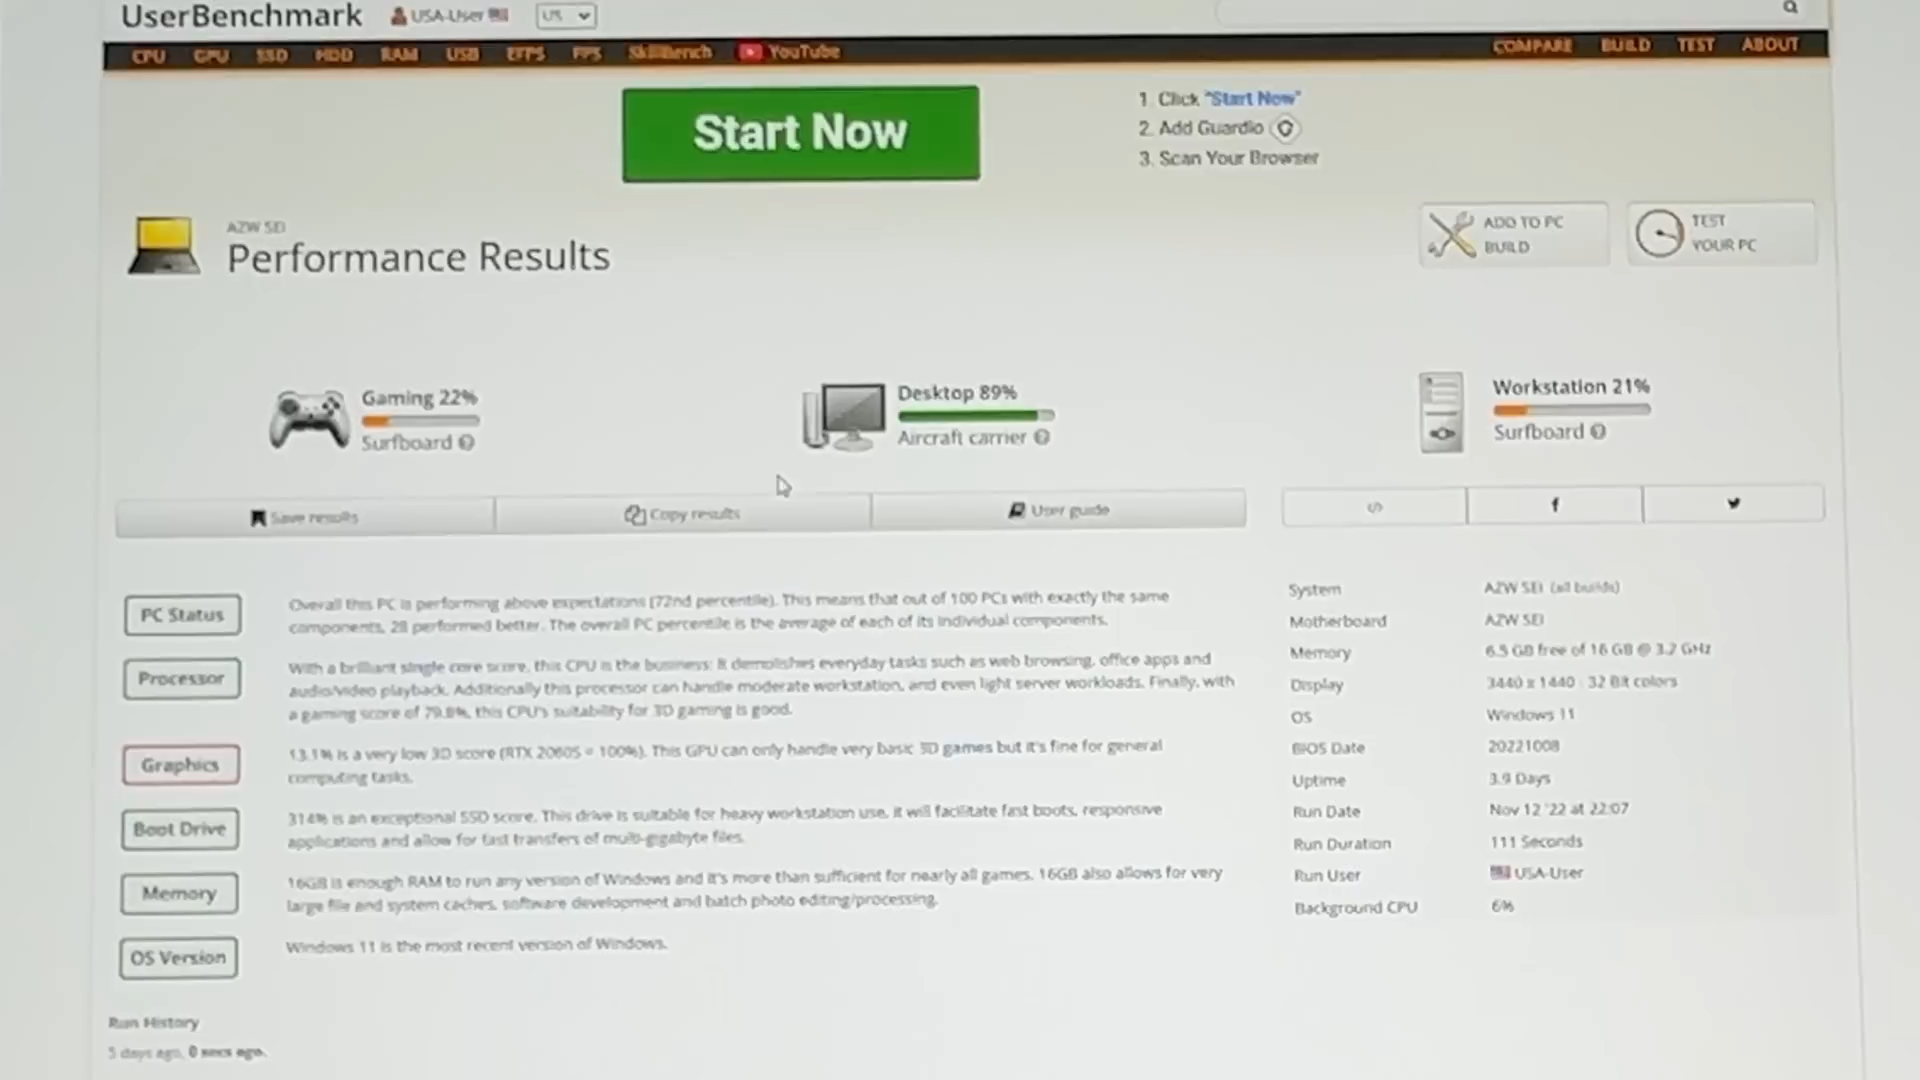 UserBenchmark USA-User US
CPU GPU SSD HDD RAM USB EFPS FPS SkillBench YouTube COMPARE BUILD TEST ABOUT
Start Now
1. Click "Start Now"
2. Add Guardio
3. Scan Your Browser
AZW SEI
Performance Results
ADD TO PC
BUILD
TEST
YOUR PC
Gaming 22%
Surfboard
Desktop 89%
Aircraft carrier
Workstation 21%
Surfboard
Save results
Copy results
User guide
PC Status
Overall this PC is performing above expectations (72nd percentile). This means that out of 100 PCs with exactly the same
components, 28 performed better. The overall PC percentile is the average of each of its individual components.
Processor
With a brilliant single core score, this CPU is the business: It demolishes everyday tasks such as web browsing, office apps and
audio/video playback. Additionally this processor can handle moderate workstation, and even light server workloads. Finally, with
a gaming score of 79.8%, this CPU's suitability for 3D gaming is good.
Graphics
13.1% is a very low 3D score (RTX 2060S = 100%). This GPU can only handle very basic 3D games but it's fine for general
computing tasks.
Boot Drive
314% is an exceptional SSD score. This drive is suitable for heavy workstation use, it will facilitate fast boots, responsive
applications and allow for fast transfers of multi-gigabyte files.
Memory
16GB is enough RAM to run any version of Windows and it's more than sufficient for nearly all games. 16GB also allows for very
large file and system caches, software development and batch photo editing/processing.
OS Version
Windows 11 is the most recent version of Windows.
Run History
5 days ago, 0 secs ago.
System AZW SEI (all builds)
Motherboard AZW SEI
Memory 6.5 GB free of 16 GB @ 3.2 GHz
Display 3440 x 1440 - 32 Bit colors
OS Windows 11
BIOS Date 20221008
Uptime 3.9 Days
Run Date Nov 12 '22 at 22:07
Run Duration 111 Seconds
Run User USA-User
Background CPU 6%